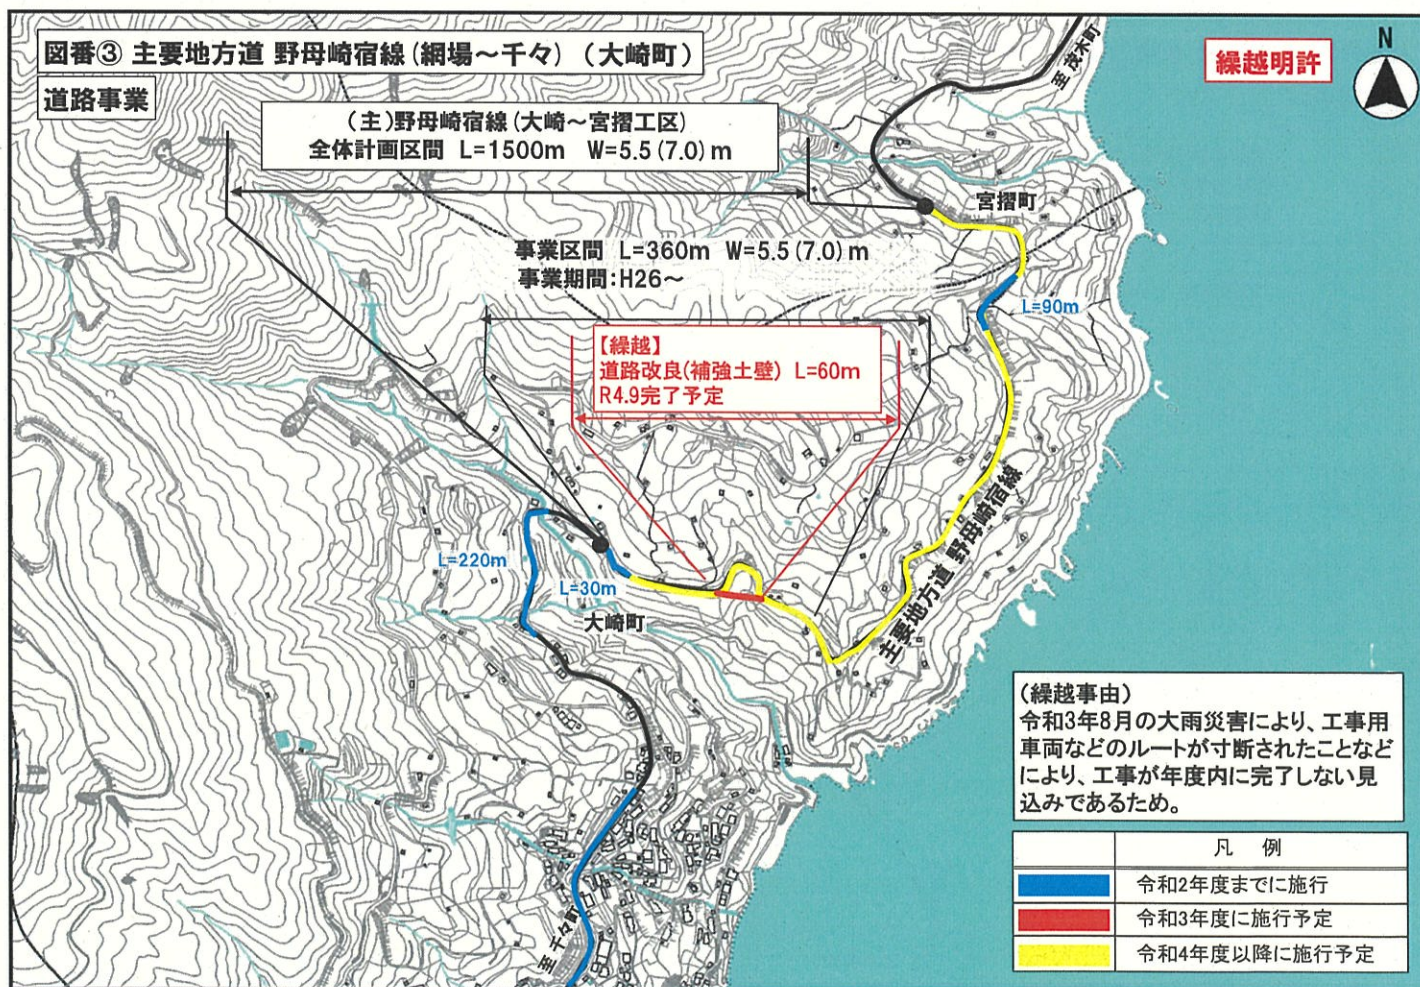 図番③ 主要地方道 野母崎宿線(網場～千々) (大崎町)
道路事業
繰越明許
N
至 茂木町
(主)野母崎宿線(大崎～宮摺工区)
全体計画区間 L=1500m W=5.5(7.0)m
宮摺町
事業区間 L=360m W=5.5(7.0)m
事業期間:H26～
L=90m
【繰越】
道路改良(補強土壁) L=60m
R4.9完了予定
主要地方道 野母崎宿線
L=220m
L=30m
大崎町
至 千々町
(繰越事由)
令和3年8月の大雨災害により、工事用
車両などのルートが寸断されたことなど
により、工事が年度内に完了しない見
込みであるため。
凡 例
令和2年度までに施行
令和3年度に施行予定
令和4年度以降に施行予定